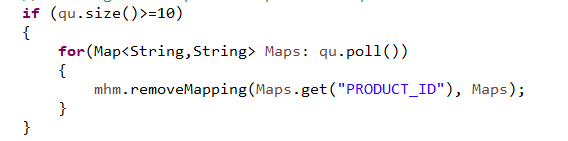 if (qu.size()>=10)
{
for(Map<String,String> Maps: qu.poll())
{
mhm.removeMapping(Maps.get("PRODUCT_ID"), Maps);
}
}